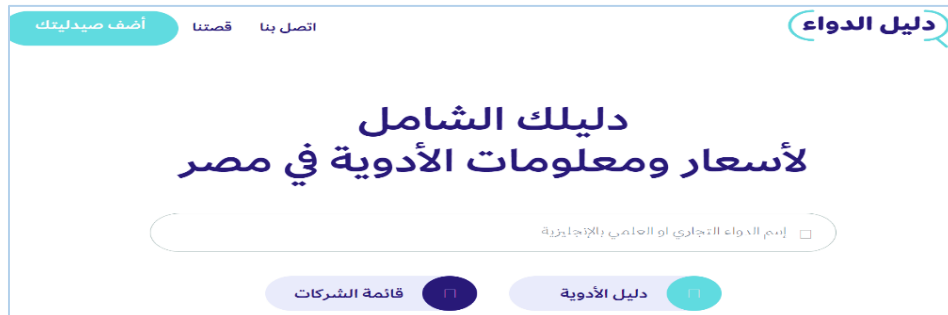 دليل الدواء
اتصل بنا
قصتنا
أضف صيدليتك
دليلك الشامل
لأسعار ومعلومات الأدوية في مصر
إسم الدواء التجاري او العلمي بالإنجليزية
دليل الأدوية
قائمة الشركات